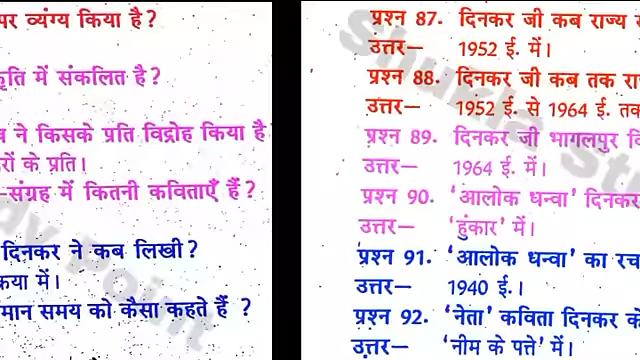 पर व्यंग्य किया है?
कृति में संकलित है?
ने किसके प्रति विद्रोह किया है
के प्रति।
-संग्रह में कितनी कविताएँ हैं?
दिनकर ने कब लिखी?
में।
समय को कैसा कहते हैं ?
प्रश्न 87. दिनकर जी कब राज्य
उत्तर— 1952 ई. में।
प्रश्न 88. दिनकर जी कब तक
उत्तर— 1952 ई. से 1964 ई. तक
प्रश्न 89. दिनकर जी भागलपुर
उत्तर— 1964 ई. में।
प्रश्न 90. ‘आलोक धन्वा’ दिनकर
उत्तर— ‘हुंकार’ में।
प्रश्न 91. ‘आलोक धन्वा’ का
उत्तर— 1940 ई.।
प्रश्न 92. ‘नेता’ कविता दिनकर
उत्तर— ‘नीम के पत्ते’ में।